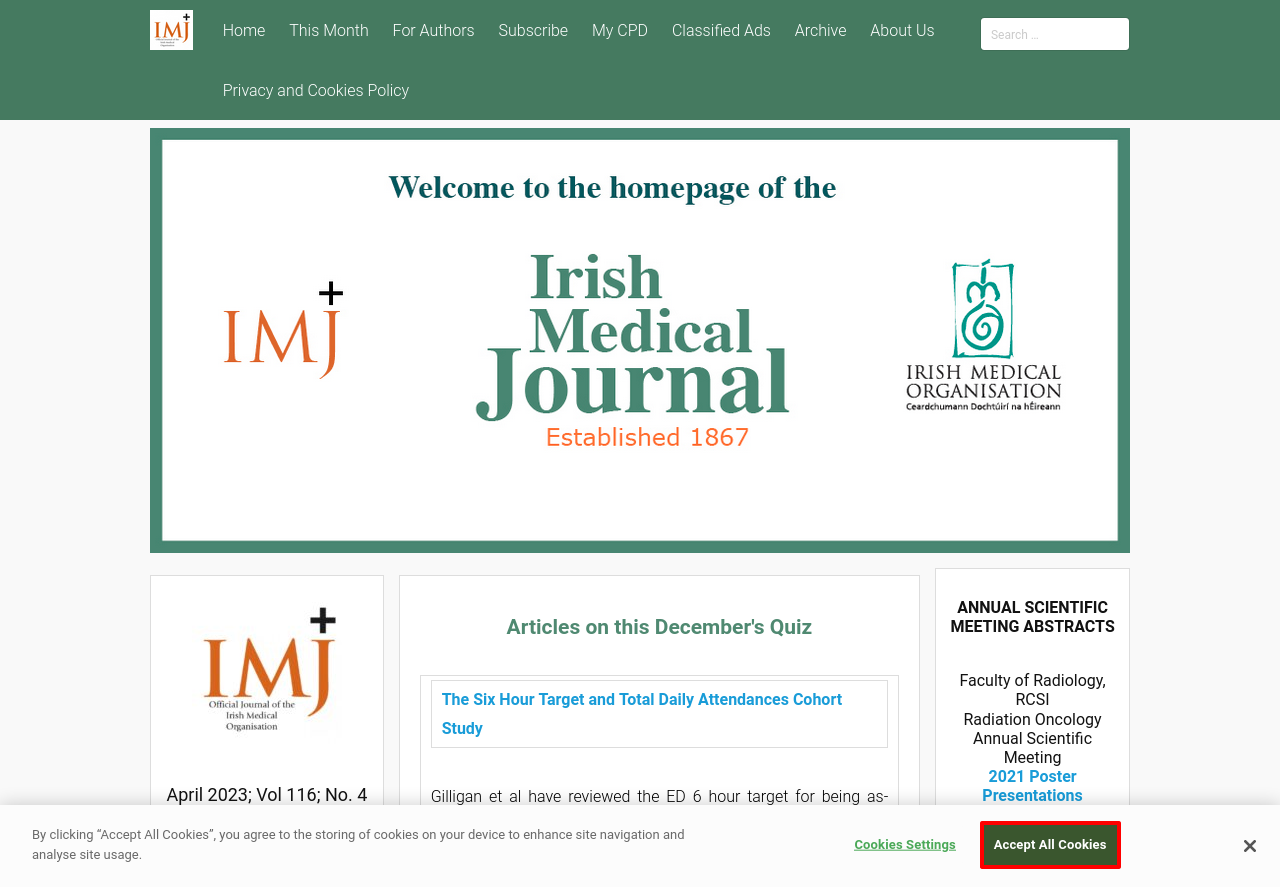 IMJ
Home
This Month
For Authors
Subscribe
My CPD
Classified Ads
Archive
About Us
Search …
Privacy and Cookies Policy
Welcome to the homepage of the
IMJ+
Irish
Medical
Journal
Established 1867
IRISH MEDICAL
ORGANISATION
Ceardchumann Dochtúirí na hÉireann
IMJ+
Official Journal of the
Irish Medical
Organisation
April 2023; Vol 116; No. 4
Articles on this December's Quiz
The Six Hour Target and Total Daily Attendances Cohort
Study
Gilligan et al have reviewed the ED 6 hour target for being as-
ANNUAL SCIENTIFIC
MEETING ABSTRACTS
Faculty of Radiology,
RCSI
Radiation Oncology
Annual Scientific
Meeting
2021 Poster
Presentations
By clicking “Accept All Cookies”, you agree to the storing of cookies on your device to enhance site navigation and
analyse site usage.
Cookies Settings
Accept All Cookies